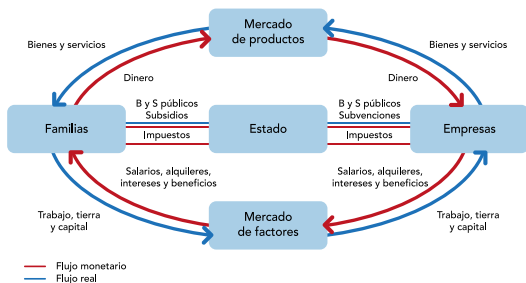 Mercado
de productos
Bienes y servicios
Bienes y servicios
Dinero
Dinero
B y S públicos
Subsidios
B y S públicos
Subvenciones
Familias
Impuestos
Estado
Impuestos
Empresas
Salarios, alquileres,
intereses y beneficios
Salarios, alquileres,
intereses y beneficios
Trabajo, tierra
y capital
Mercado
de factores
Trabajo, tierra
y capital
Flujo monetario
Flujo real